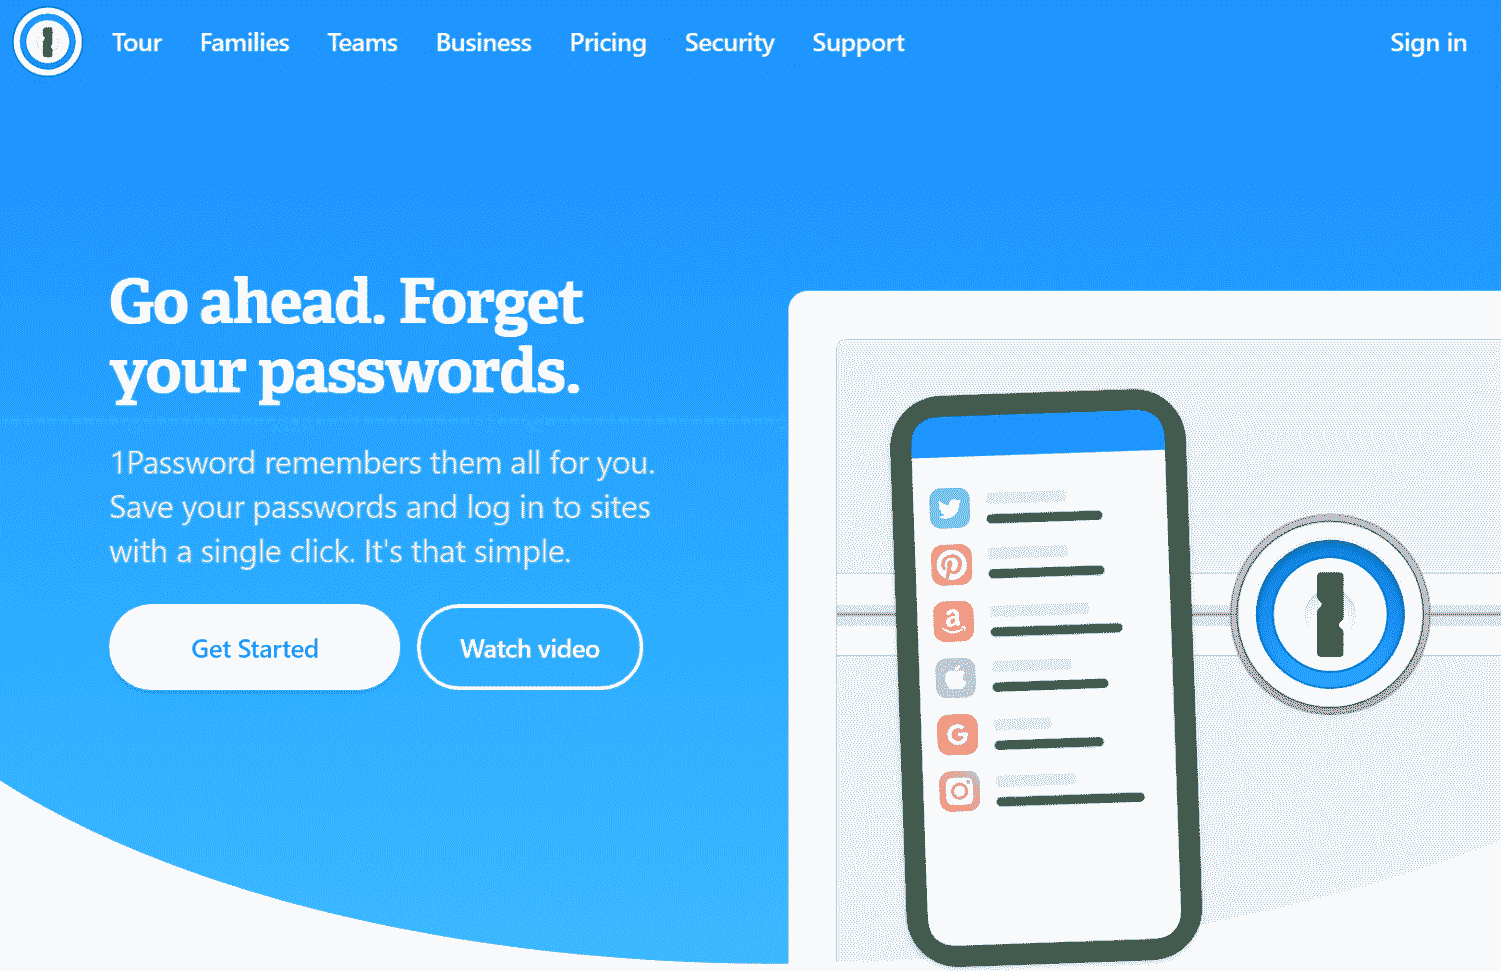 Tour Families Teams Business Pricing Security Support Sign in
Go ahead. Forget
your passwords.
1Password remembers them all for you.
Save your passwords and log in to sites
with a single click. It's that simple.
Get Started Watch video